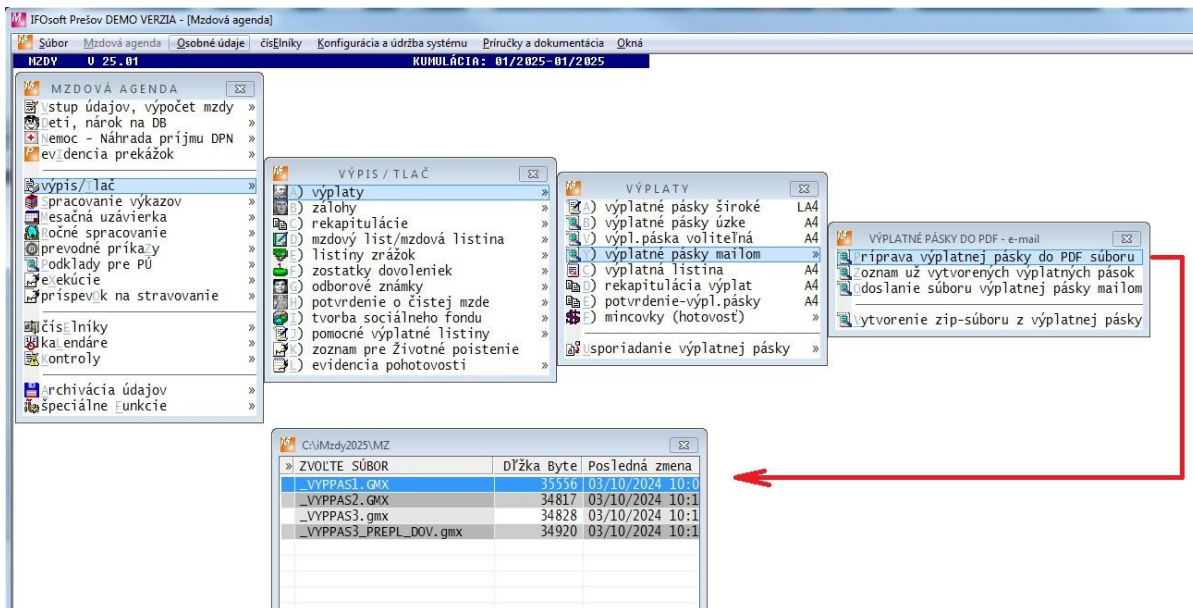 IFOsoft Prešov DEMO VERZIA - [Mzdová agenda]
Súbor Mzdová agenda Osobné údaje čísElníky Konfigurácia a údržba systému Príručky a dokumentácia Okná
MZDY V 25.01 KUMULÁCIA: 01/2025-01/2025
MZDOVÁ AGENDA
Vstup údajov, výpočet mzdy »
Deti, nárok na DB »
Nemoc - Náhrada príjmu DPN »
evIdencia prekážok »
výpis/Tlač »
Spracovanie výkazov »
Mesačná uzávierka »
Ročné spracovanie »
prevodné príkaZy »
Podklady pre PÚ »
eXekúcie »
príspevOk na stravovanie »
čísElníky »
kaLendáre »
Kontroly »
Archivácia údajov »
špeciálne Funkcie »
VÝPIS / TLAČ
A) výplaty »
B) zálohy »
C) rekapitulácie »
D) mzdový list/mzdová listina »
E) listiny zrážok »
F) zostatky dovoleniek »
G) odborové známky »
H) potvrdenie o čistej mzde »
I) tvorba sociálneho fondu »
J) pomocné výplatné listiny »
K) zoznam pre Životné poistenie
L) evidencia pohotovosti »
VÝPLATY
A) výplatné pásky široké LA4
B) výplatné pásky úzke A4
V) výpl.páska voliteľná A4
Y) výplatné pásky mailom »
C) výplatná listina A4
D) rekapitulácia výplat A4
E) potvrdenie-výpl.pásky A4
F) mincovky (hotovosť) »
Usporiadanie výplatnej pásky »
VÝPLATNÉ PÁSKY DO PDF - e-mail
Príprava výplatnej pásky do PDF súboru
Zoznam už vytvorených výplatných pások
Odoslanie súboru výplatnej pásky mailom
Vytvorenie zip-súboru z výplatnej pásky
C:\iMzdy2025\MZ
» ZVOĽTE SÚBOR Dĺžka Byte Posledná zmena
_VYPPAS1.GMX 35556 03/10/2024 10:0
_VYPPAS2.GMX 34817 03/10/2024 10:1
_VYPPAS3.gmx 34828 03/10/2024 10:1
_VYPPAS3_PREPL_DOV.gmx 34920 03/10/2024 10:1